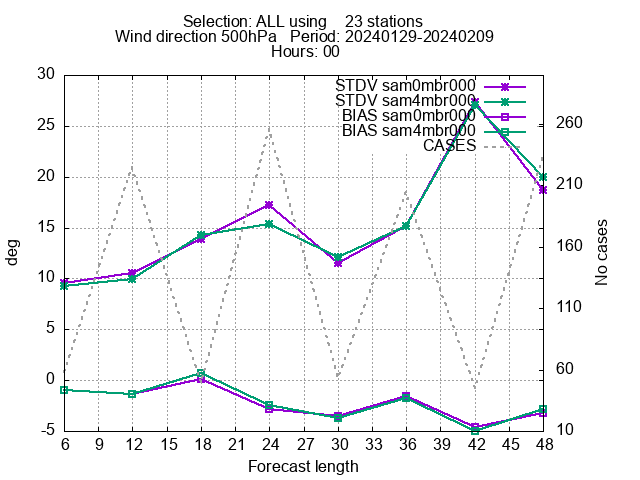 Selection: ALL using    23 stations
Wind direction 500hPa   Period: 20240129-20240209
Hours: 00
STDV sam0mbr000
STDV sam4mbr000
BIAS sam0mbr000
BIAS sam4mbr000
CASES
30
25
20
15
10
5
0
-5
deg
260
210
160
110
60
10
No cases
6 9 12 15 18 21 24 27 30 33 36 39 42 45 48
Forecast length